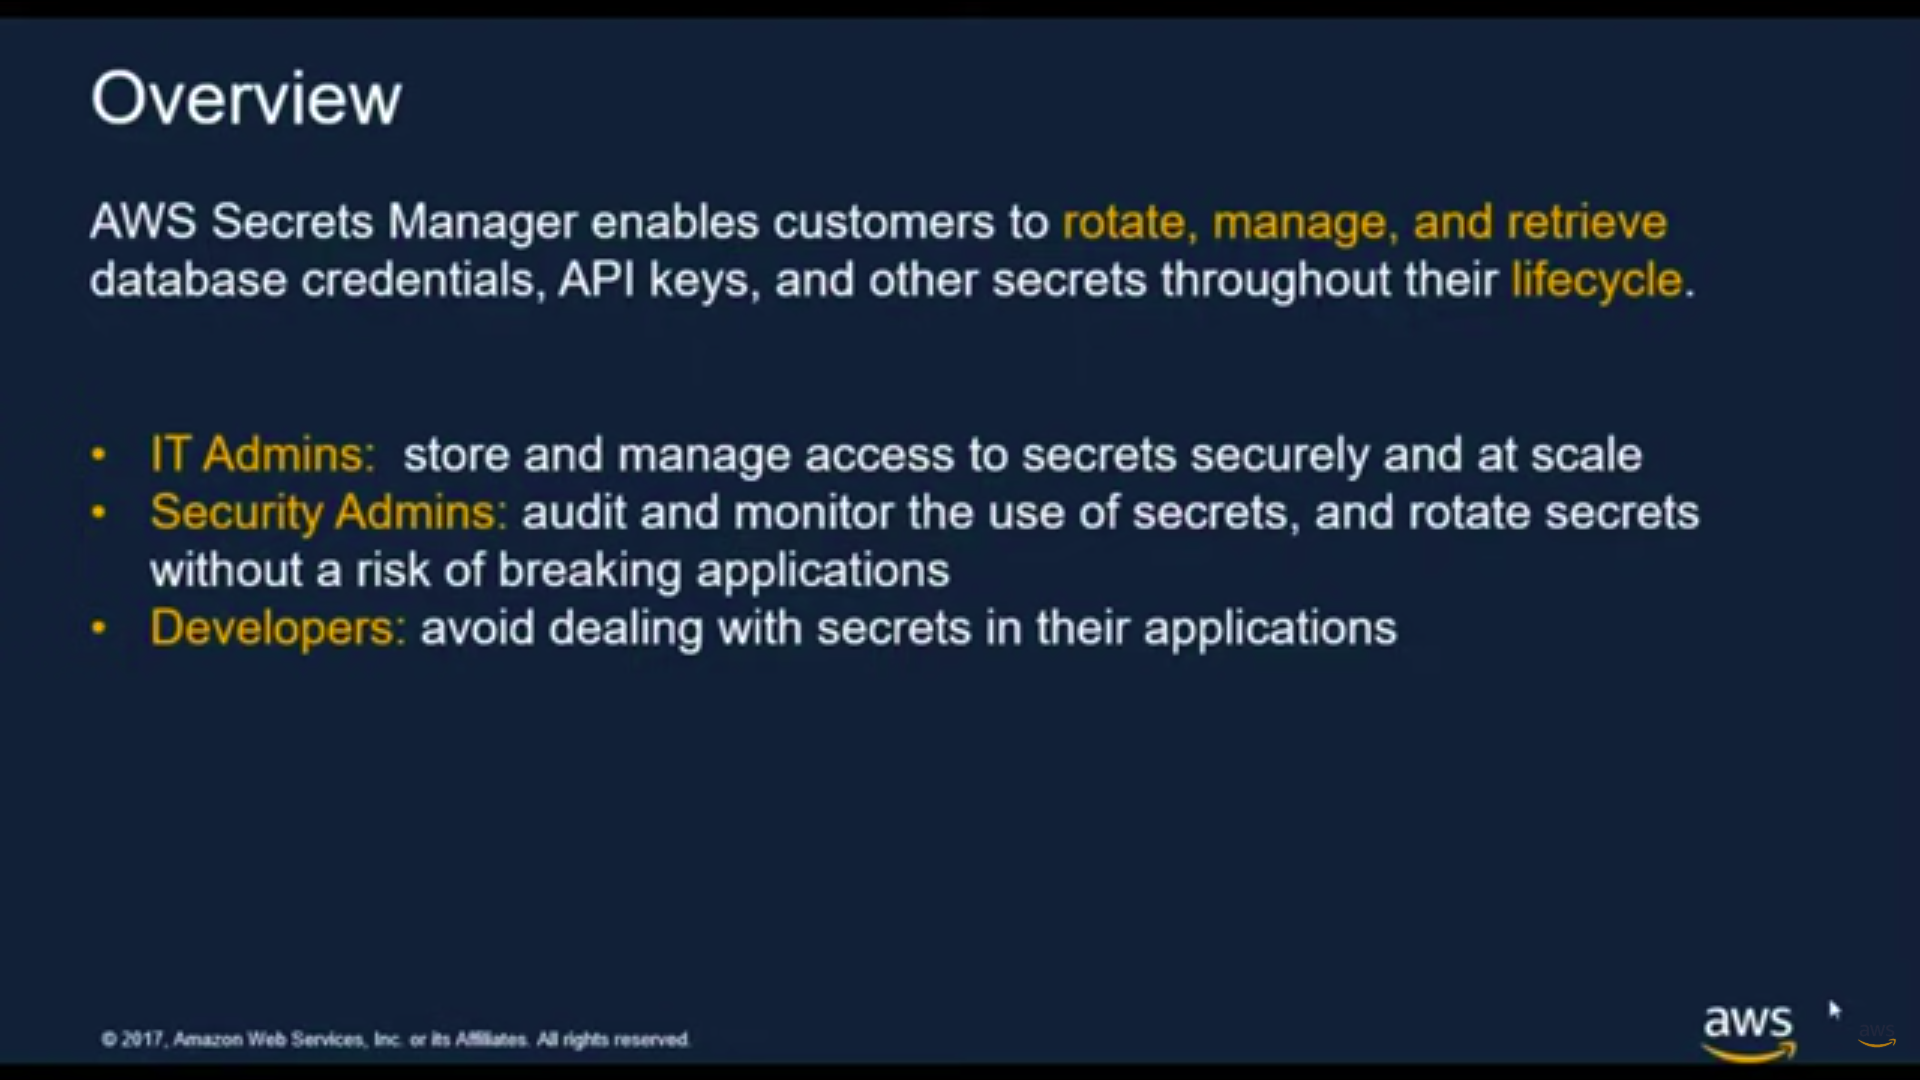 Overview
AWS Secrets Manager enables customers to rotate, manage, and retrieve
database credentials, API keys, and other secrets throughout their lifecycle.
• IT Admins:  store and manage access to secrets securely and at scale
• Security Admins: audit and monitor the use of secrets, and rotate secrets
without a risk of breaking applications
• Developers: avoid dealing with secrets in their applications
© 2017, Amazon Web Services, Inc. or its Affiliates. All rights reserved.
aws
aws